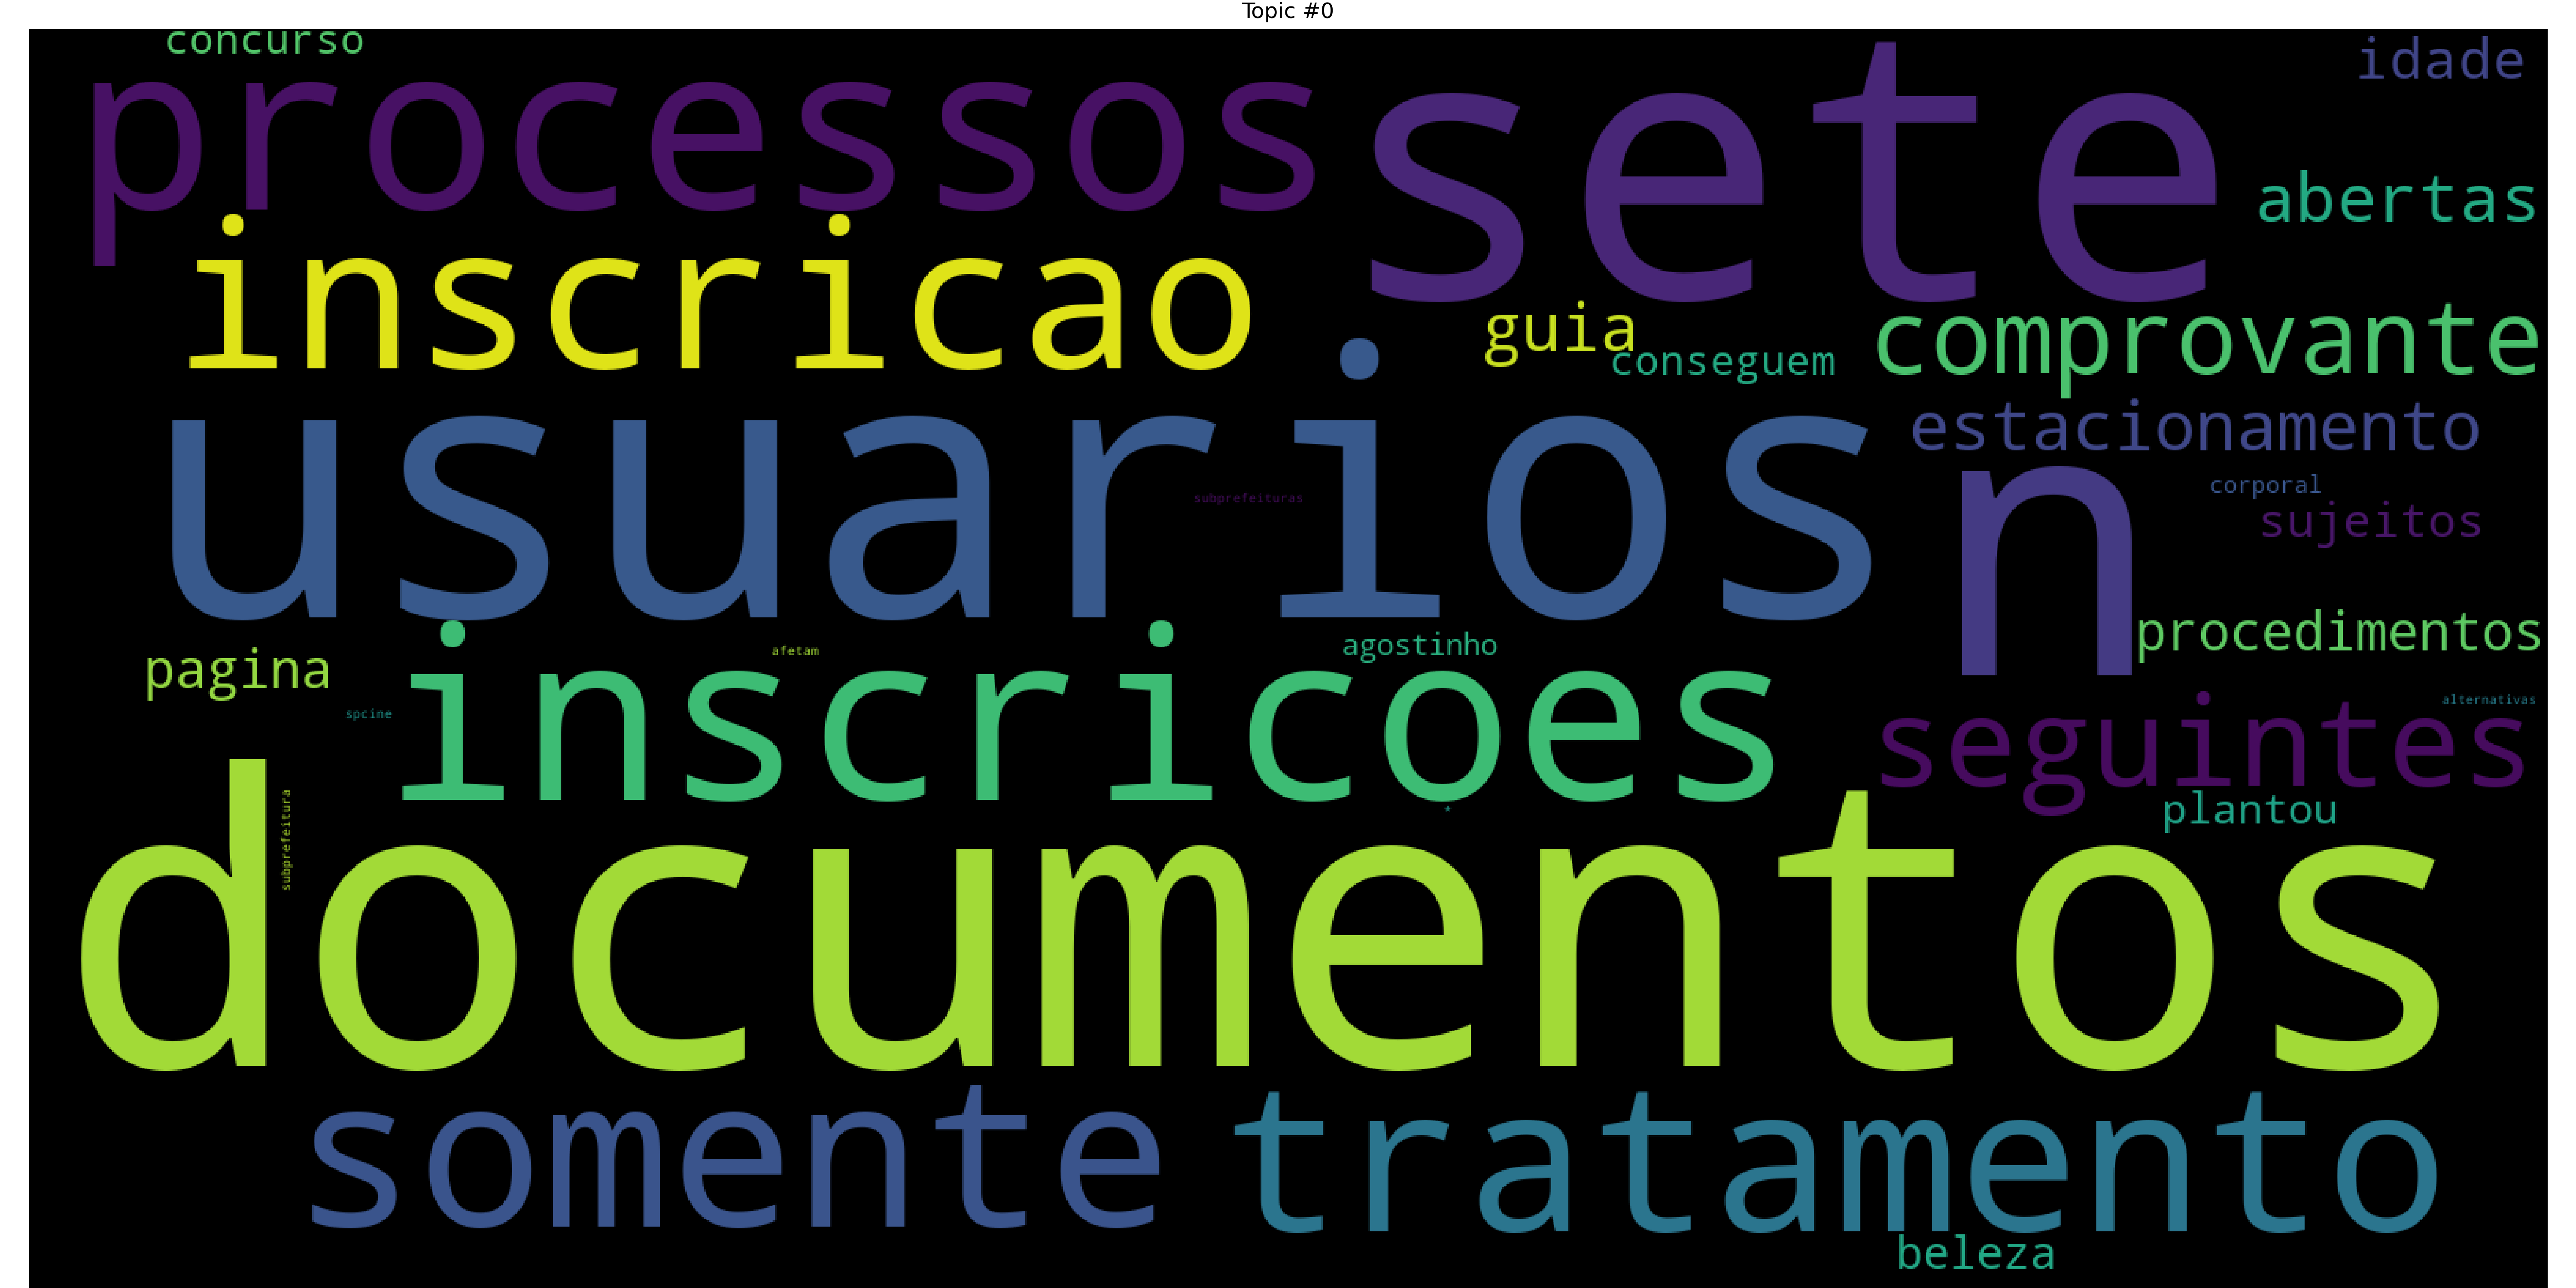 Topic #0
concurso
idade
processos
sete
abertas
inscricao
guia
comprovante
conseguem
estacionamento
usuarios
n
corporal
subprefeituras
sujeitos
procedimentos
agostinho
afetam
pagina
inscricoes
alternativas
spcine
seguintes
plantou
*
subprefeitura
documentos
somente
tratamento
beleza